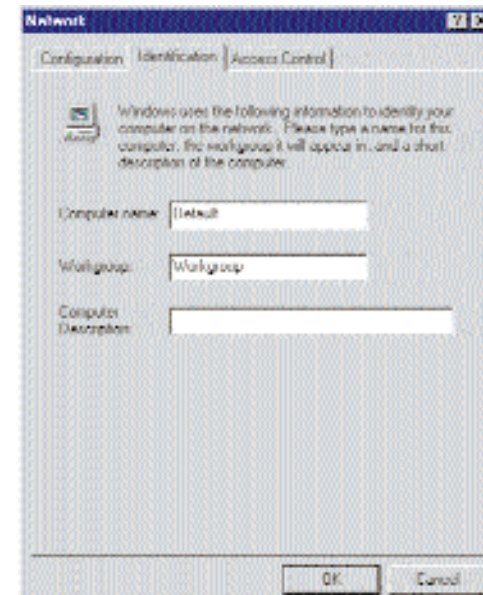 Network
Configuration Identification Access Control
Windows uses the following information to identify your
computer on the network. Please type a name for this
computer, the workgroup it will appear in, and a short
description of the computer.
Computer name: Default
Workgroup: Workgroup
Computer
Description:
OK Cancel